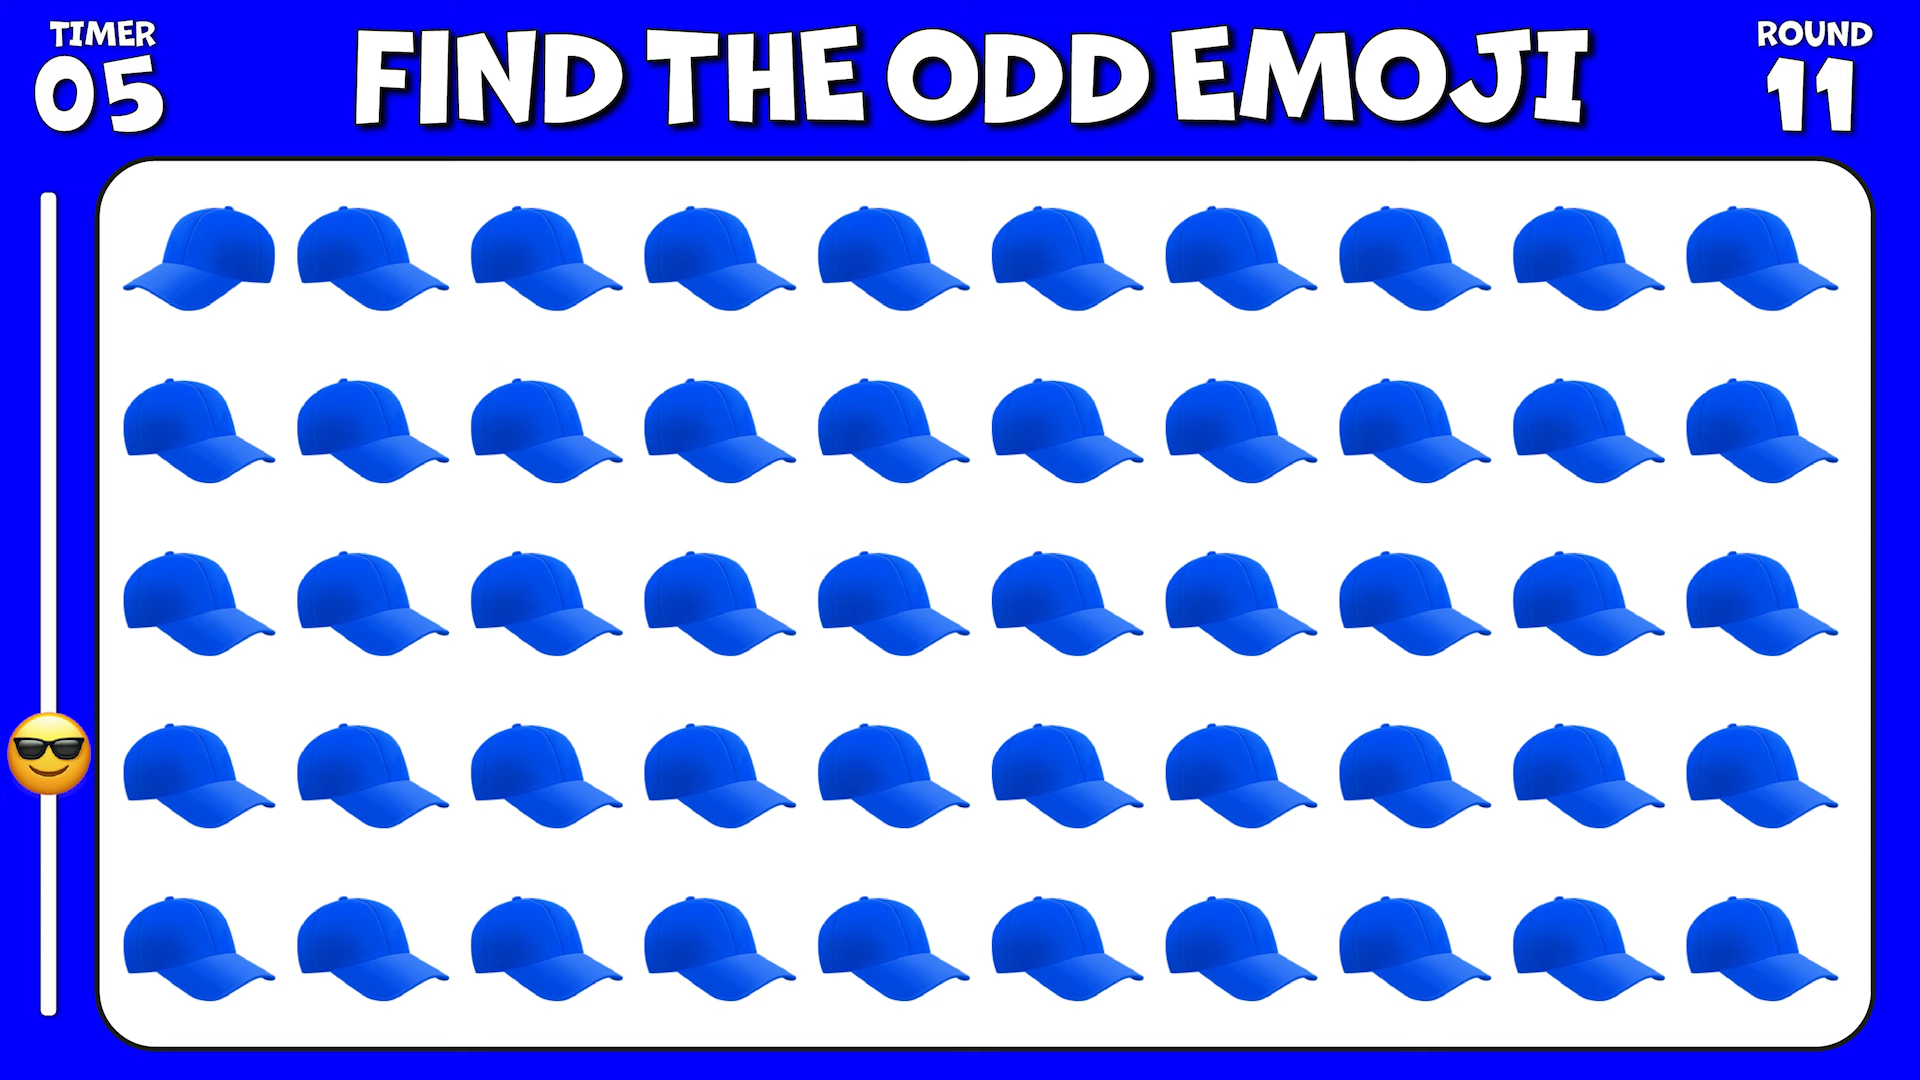 TIMER
05
FIND THE ODD EMOJI
ROUND
11